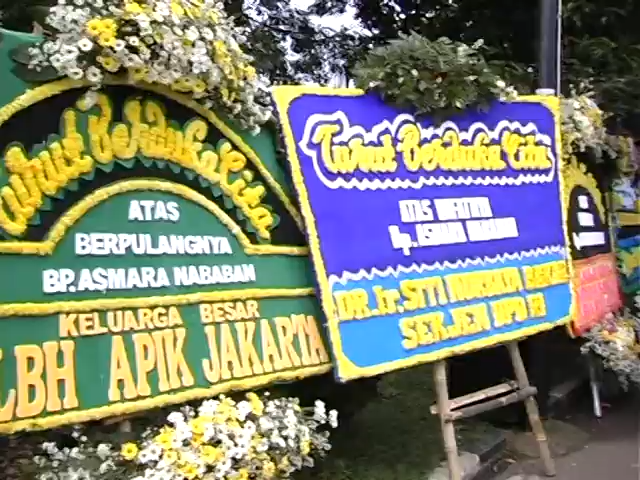 Turut Berduka Cita
ATAS
BERPULANGNYA
BP. ASMARA NABABAN
KELUARGA BESAR
LBH APIK JAKARTA
Turut Berduka Cita
ATAS WAFATNYA
Bp. ASMARA NABABAN
DR. Ir. SITI NURBAYA
SEKJEN DPD RI